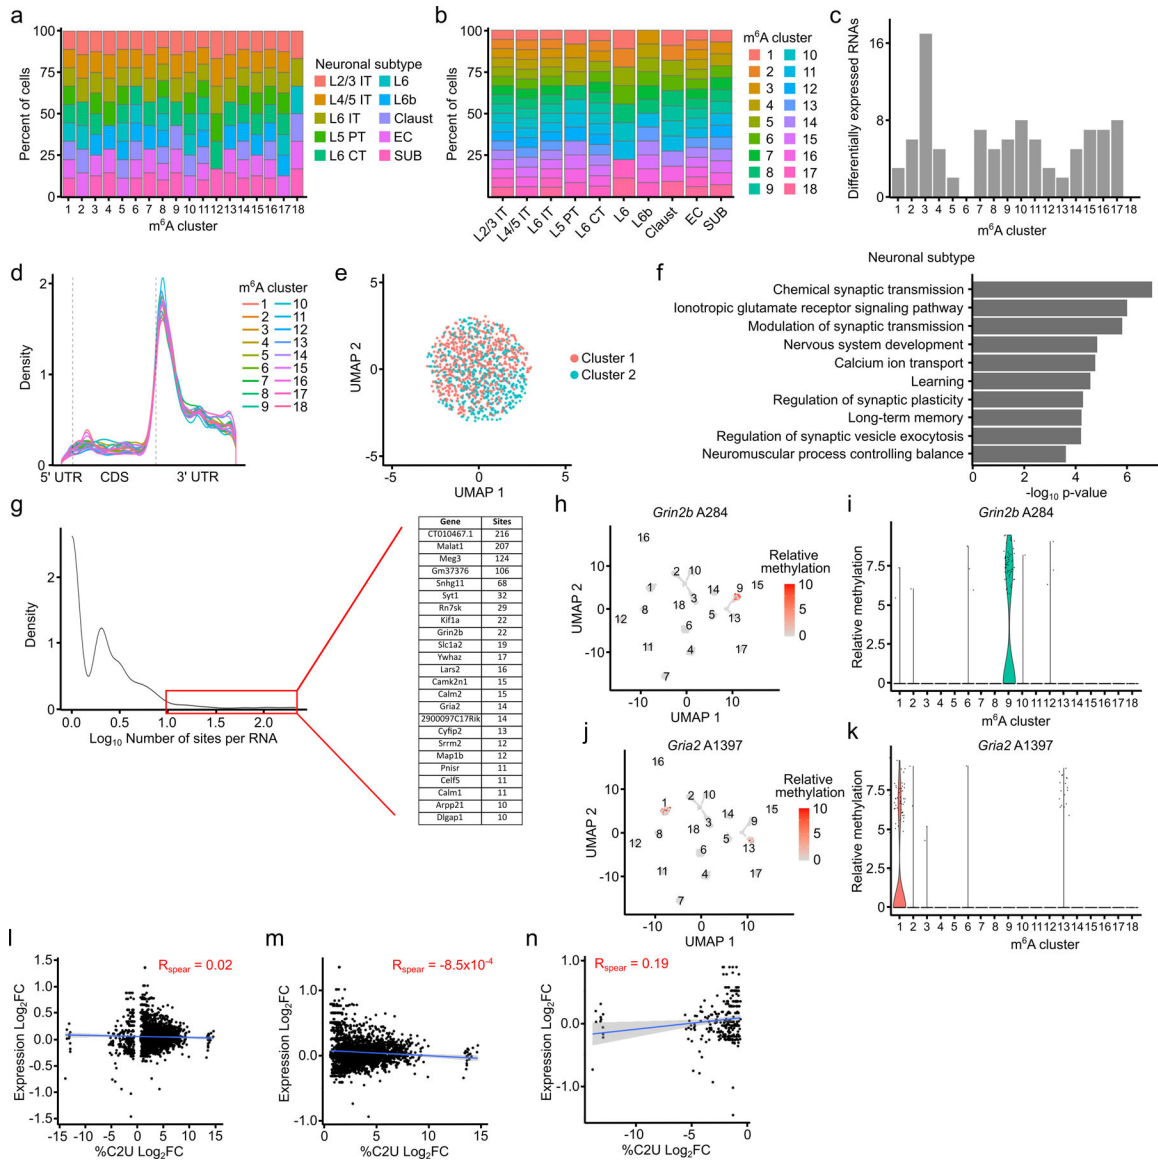 a
100
75
50
25
Percent of cells
1 2 3 4 5 6 7 8 9 10 11 12 13 14 15 16 17 18
m⁶A cluster
Neuronal subtype
L2/3 IT L6
L4/5 IT L6b
L6 IT Claust
L5 PT EC
L6 CT SUB
b
100
75
50
25
Percent of cells
L2/3 IT L4/5 IT L6 IT L5 PT L6 CT L6 L6b Claust EC SUB
Neuronal subtype
m⁶A cluster
1 10
2 11
3 12
4 13
5 14
6 15
7 16
8 17
9 18
c
16
8
0
Differentially expressed RNAs
1 2 3 4 5 6 7 8 9 10 11 12 13 14 15 16 17 18
m⁶A cluster
d
2
1
0
Density
5' UTR CDS 3' UTR
m⁶A cluster
1 10
2 11
3 12
4 13
5 14
6 15
7 16
8 17
9 18
e
5
0
-5
UMAP 2
-5 0 5
UMAP 1
Cluster 1
Cluster 2
f
Chemical synaptic transmission
Ionotropic glutamate receptor signaling pathway
Modulation of synaptic transmission
Nervous system development
Calcium ion transport
Learning
Regulation of synaptic plasticity
Long-term memory
Regulation of synaptic vesicle exocytosis
Neuromuscular process controlling balance
0 2 4 6
-log₁₀ p-value
g
2
1
0
Density
0.0 0.5 1.0 1.5 2.0
Log₁₀ Number of sites per RNA
Gene Sites
CT010467.1 216
Malat1 207
Meg3 124
Gm37376 106
Snhg11 68
Syt1 32
Rn7sk 29
Kif1a 22
Grin2b 22
Slc1a2 19
Ywhaz 17
Lars2 16
Camk2n1 15
Calm2 15
Gria2 14
2900097C17Rik 14
Cyfip2 13
Srrm2 12
Map1b 12
Pnisr 11
Celf5 11
Calm1 11
Arpp21 10
Dlgap1 10
h
Grin2b A284
16
2 10
1
14
9
15
3
8
18
5
13
12
6
11
4
17
7
10
0
-10
UMAP 2
-10 0 10
UMAP 1
Relative
methylation
10
5
0
i
Grin2b A284
7.5
5
2.5
0
Relative methylation
1 2 3 4 5 6 7 8 9 10 11 12 13 14 15 16 17 18
m⁶A cluster
j
Gria2 A1397
16
2 10
1
14
15
3
9
8
18
5
12
13
6
11
4
17
7
10
0
-10
UMAP 2
-10 0 10
UMAP 1
Relative
methylation
10
5
0
k
Gria2 A1397
7.5
5
2.5
0
Relative methylation
1 2 3 4 5 6 7 8 9 10 11 12 13 14 15 16 17 18
m⁶A cluster
l
R_spear = 0.02
1.5
1.0
0.5
0.0
-0.5
-1.0
-1.5
Expression Log₂FC
-15 -10 -5 0 5 10 15
%C2U Log₂FC
m
R_spear = -8.5x10⁻⁴
1.0
0.0
-1.0
Expression Log₂FC
0 5 10 15
%C2U Log₂FC
n
R_spear = 0.19
1.0
0.0
-1.0
Expression Log₂FC
-10 -5 0
%C2U Log₂FC